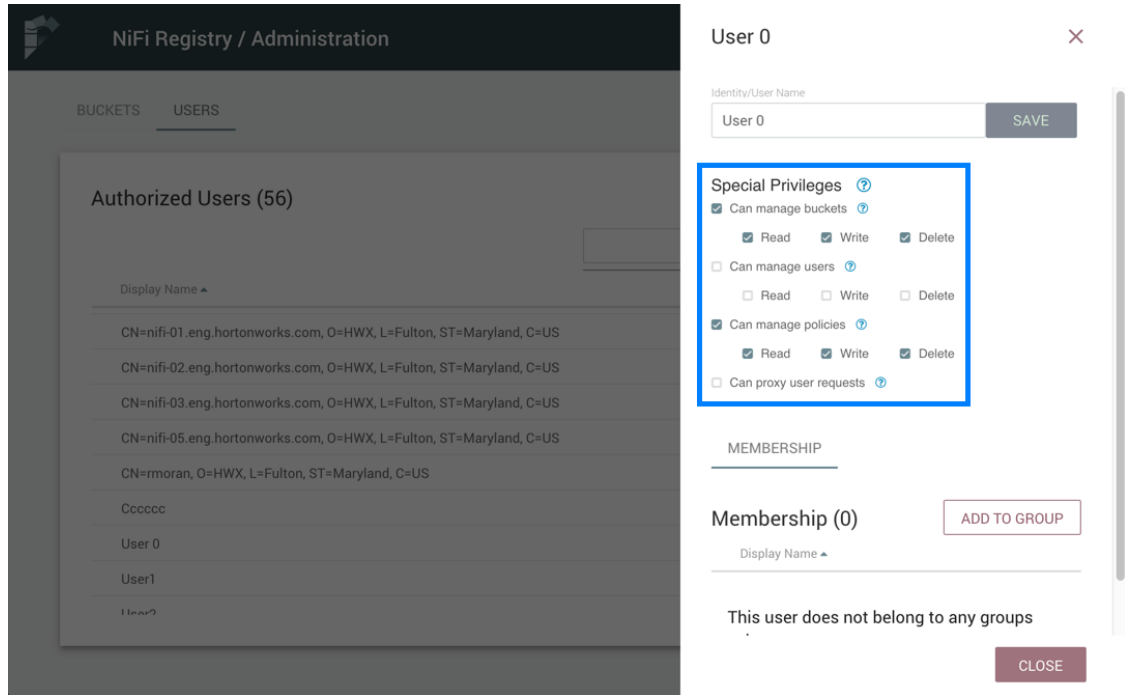 NiFi Registry / Administration
BUCKETS USERS
Authorized Users (56)
Display Name
CN=nifi-01.eng.hortonworks.com, O=HWX, L=Fulton, ST=Maryland, C=US
CN=nifi-02.eng.hortonworks.com, O=HWX, L=Fulton, ST=Maryland, C=US
CN=nifi-03.eng.hortonworks.com, O=HWX, L=Fulton, ST=Maryland, C=US
CN=nifi-05.eng.hortonworks.com, O=HWX, L=Fulton, ST=Maryland, C=US
CN=rmoran, O=HWX, L=Fulton, ST=Maryland, C=US
Cccccc
User 0
User1
User2
User 0
Identity/User Name
User 0 SAVE
Special Privileges ?
Can manage buckets ?
Read Write Delete
Can manage users ?
Read Write Delete
Can manage policies ?
Read Write Delete
Can proxy user requests ?
MEMBERSHIP
Membership (0) ADD TO GROUP
Display Name
This user does not belong to any groups
CLOSE